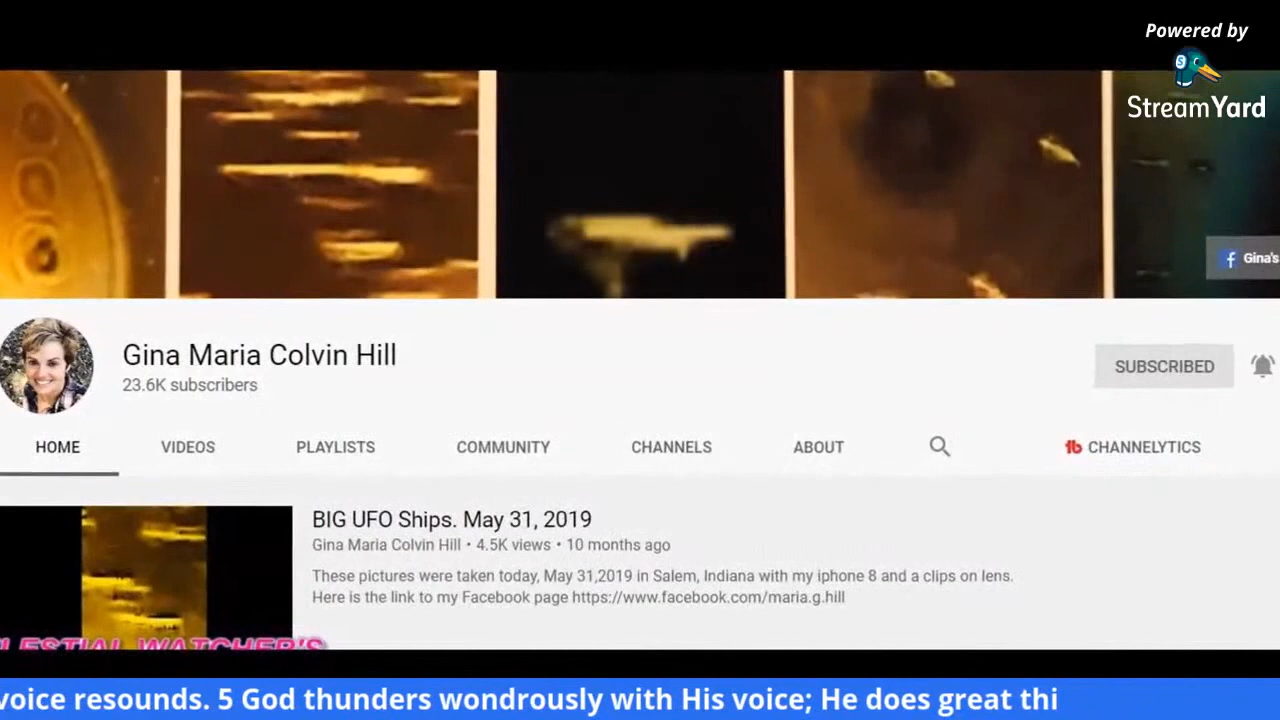 Powered by
StreamYard
Gina's
Gina Maria Colvin Hill
23.6K subscribers
SUBSCRIBED
HOME VIDEOS PLAYLISTS COMMUNITY CHANNELS ABOUT tb CHANNELYTICS
BIG UFO Ships. May 31, 2019
Gina Maria Colvin Hill • 4.5K views • 10 months ago
These pictures were taken today, May 31,2019 in Salem, Indiana with my iphone 8 and a clips on lens.
Here is the link to my Facebook page https://www.facebook.com/maria.g.hill
LESTIAL WATCHER'S
voice resounds. 5 God thunders wondrously with His voice; He does great thi